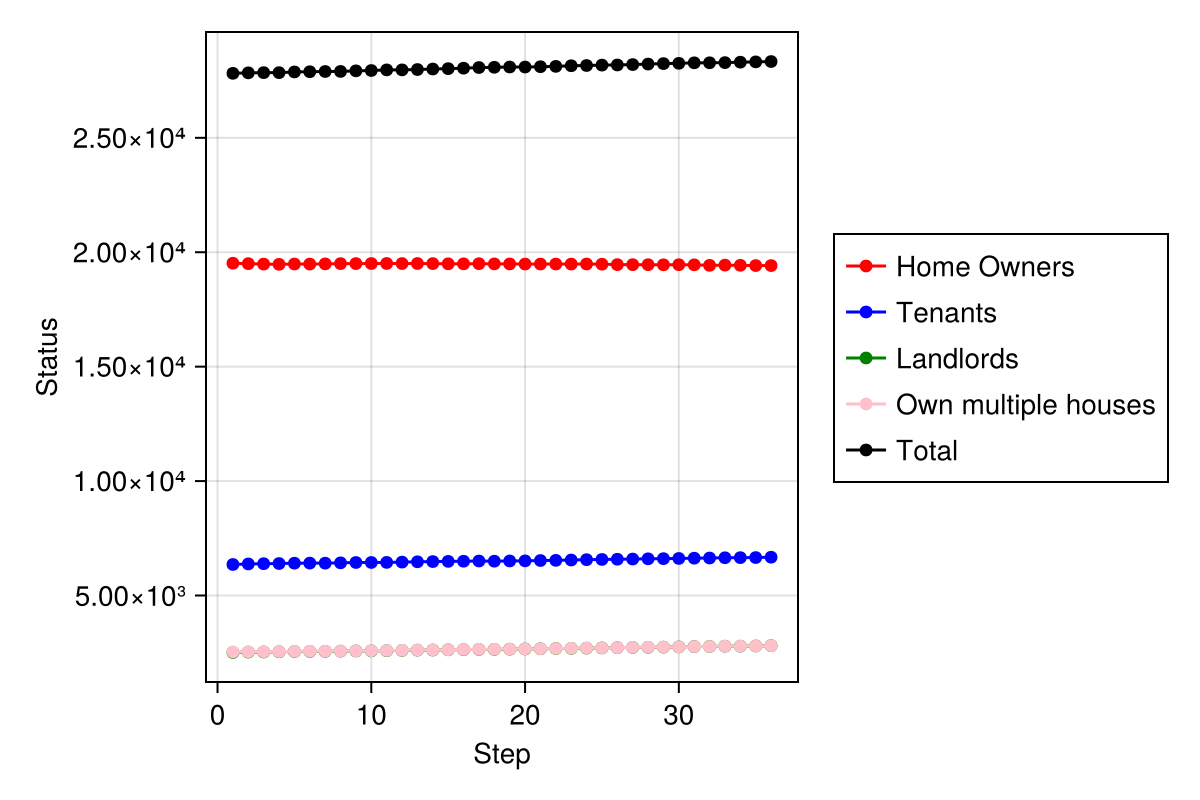 2.50×10⁴
2.00×10⁴
1.50×10⁴
1.00×10⁴
5.00×10³
Status
0 10 20 30
Step
Home Owners
Tenants
Landlords
Own multiple houses
Total